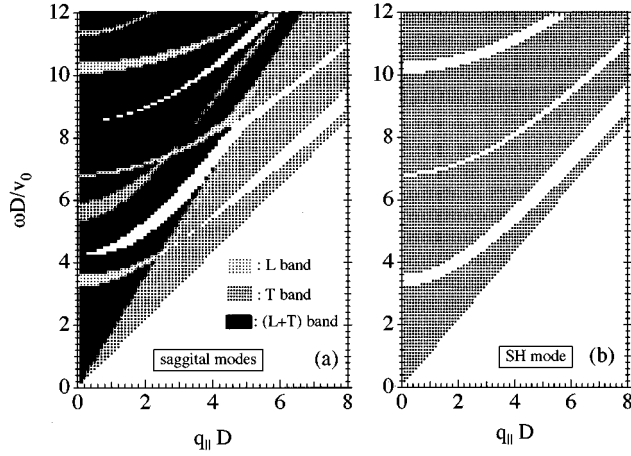 12
12
10
10
8
8
6
6
4
4
2
2
0
0
ωD/v₀
: L band
: T band
: (L+T) band
saggital modes
(a)
SH mode
(b)
0 2 4 6 8
0 2 4 6 8
q|| D
q|| D